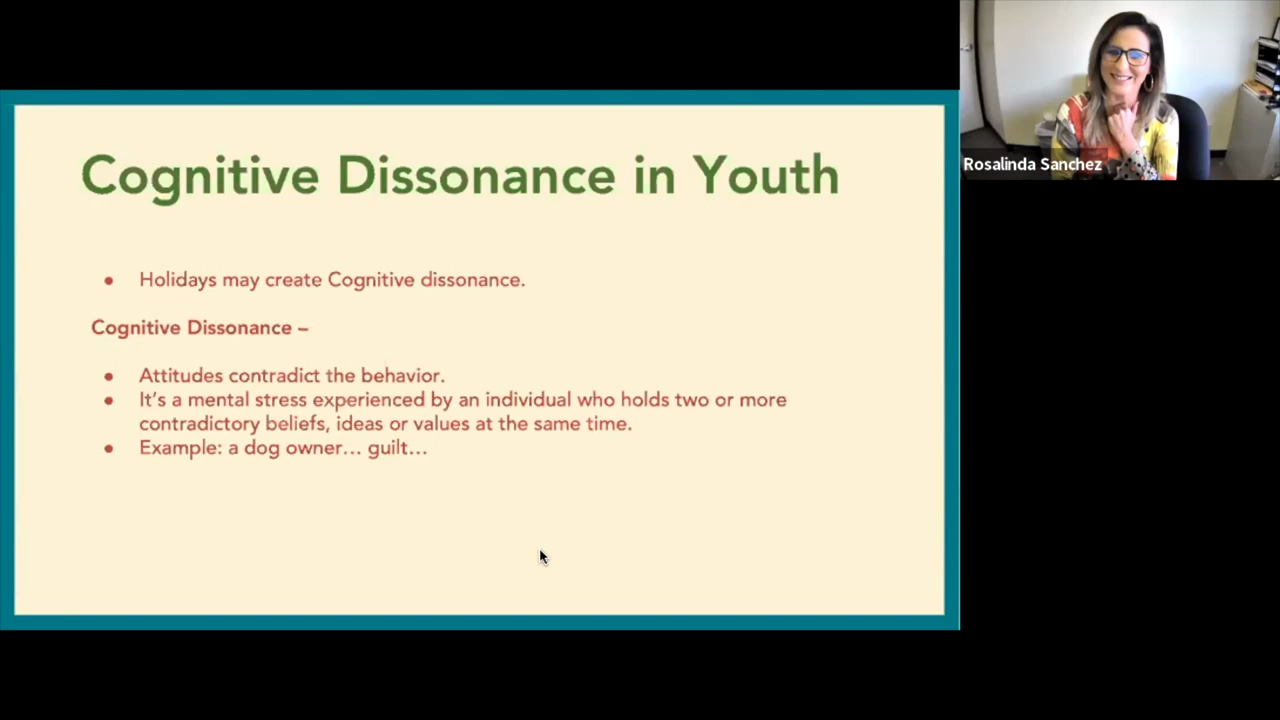 Cognitive Dissonance in Youth
● Holidays may create Cognitive dissonance.
Cognitive Dissonance –
● Attitudes contradict the behavior.
● It's a mental stress experienced by an individual who holds two or more
contradictory beliefs, ideas or values at the same time.
● Example: a dog owner... guilt...
Rosalinda Sanchez